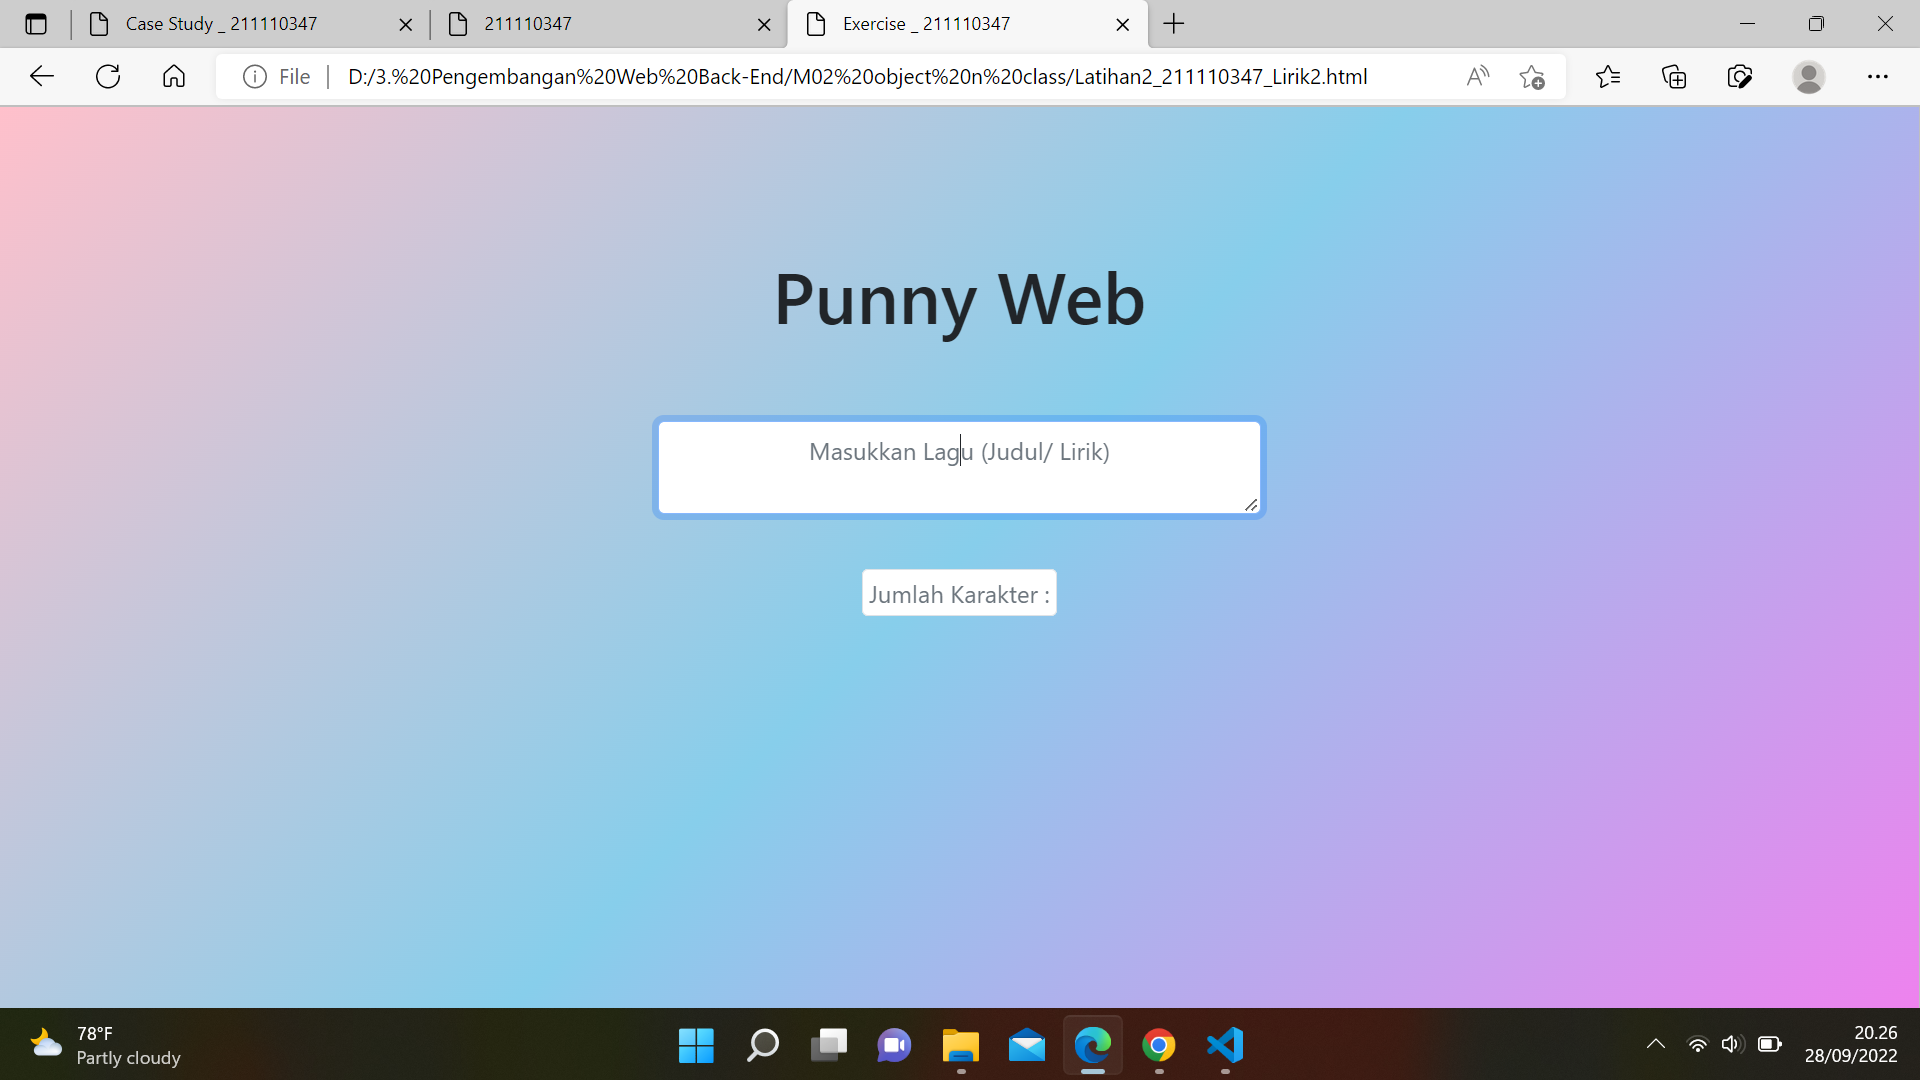 Case Study _ 211110347
211110347
Exercise _ 211110347
File
D:/3.%20Pengembangan%20Web%20Back-End/M02%20object%20n%20class/Latihan2_211110347_Lirik2.html
Punny Web
Masukkan Lagu (Judul/ Lirik)
Jumlah Karakter :
78°F
Partly cloudy
20.26
28/09/2022